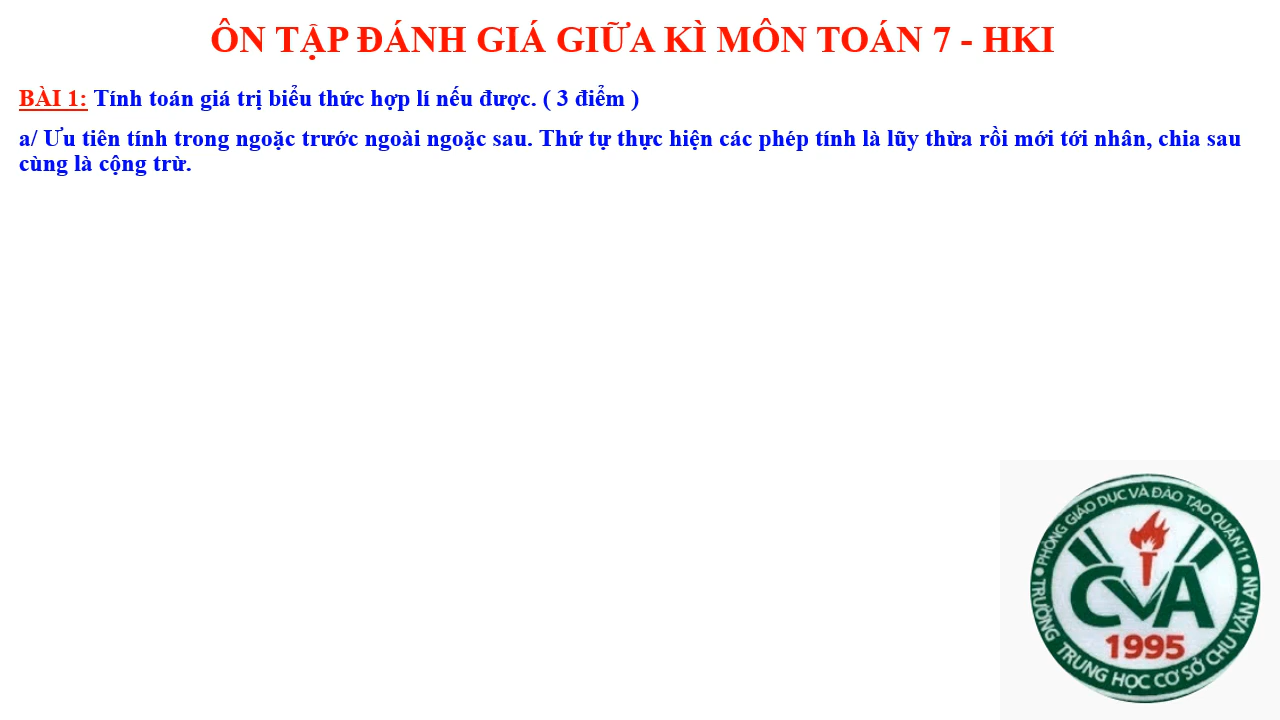 ÔN TẬP ĐÁNH GIÁ GIỮA KÌ MÔN TOÁN 7 - HKI
BÀI 1: Tính toán giá trị biểu thức hợp lí nếu được. ( 3 điểm )
a/ Ưu tiên tính trong ngoặc trước ngoài ngoặc sau. Thứ tự thực hiện các phép tính là lũy thừa rồi mới tới nhân, chia sau
cùng là cộng trừ.
PHÒNG GIÁO DỤC VÀ ĐÀO TẠO QUẬN 11
CVA
1995
TRƯỜNG TRUNG HỌC CƠ SỞ CHU VĂN AN